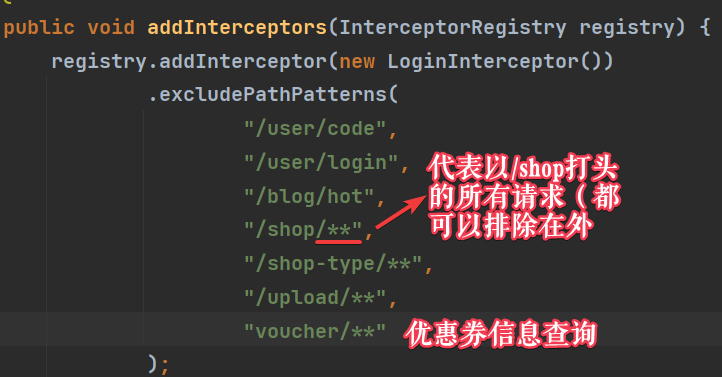 public void addInterceptors(InterceptorRegistry registry) {
registry.addInterceptor(new LoginInterceptor())
.excludePathPatterns(
"/user/code",
"/user/login",
"/blog/hot",
"/shop/**",
代表以/shop打头
的所有请求（都
可以排除在外
"/shop-type/**",
"/upload/**",
"voucher/**" 优惠券信息查询
);